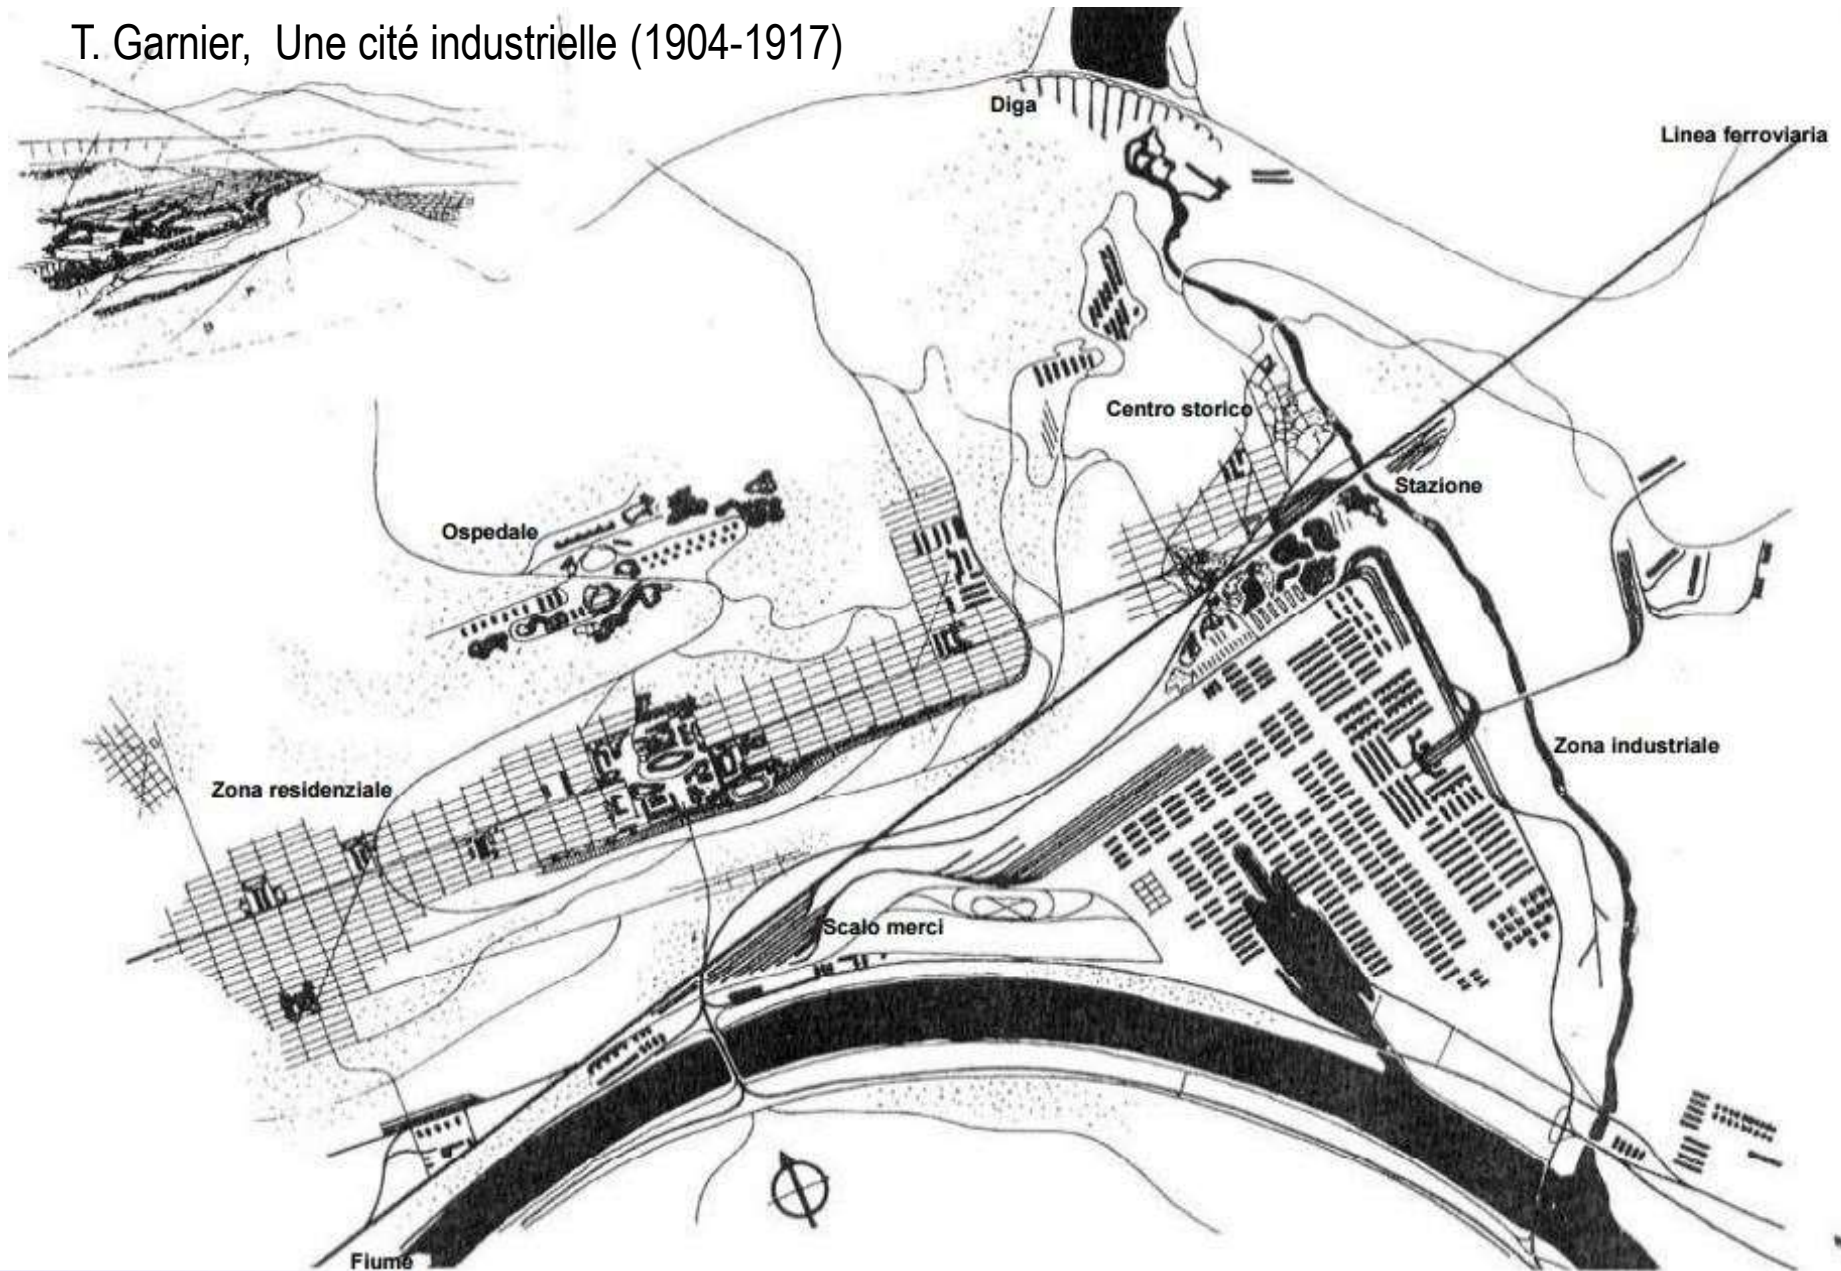 T. Garnier, Une cité industrielle (1904-1917)
Diga
Linea ferroviaria
Centro storico
Stazione
Ospedale
Zona industriale
Zona residenziale
Scalo merci
Fiume